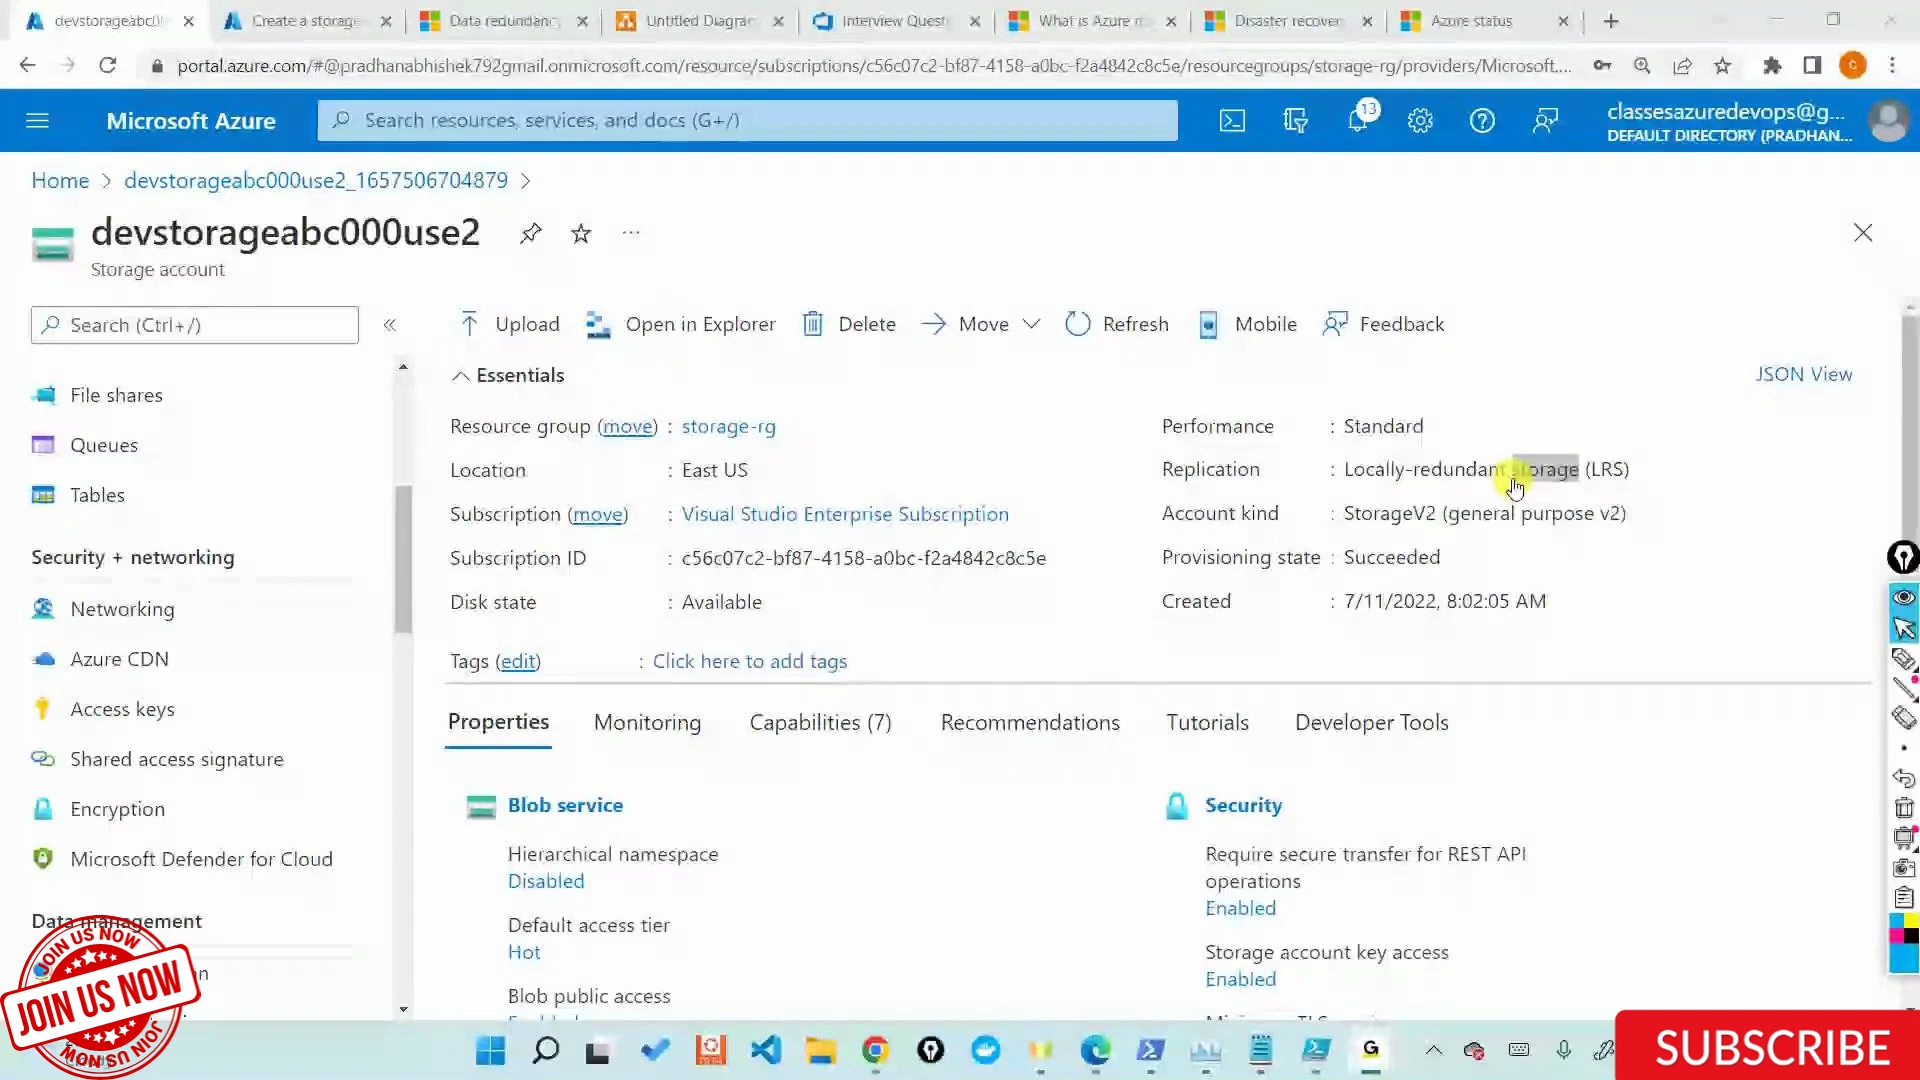 devstorageabc00
Create a storage
Data redundanc
Untitled Diagra
Interview Quest
What is Azure
Disaster recover
Azure status
portal.azure.com/#@pradhanabhishek792gmail.onmicrosoft.com/resource/subscriptions/c56c07c2-bf87-4158-a0bc-f2a4842c8c5e/resourcegroups/storage-rg/providers/Microsoft....
Microsoft Azure
Search resources, services, and docs (G+/)
13
classesazuredevops@g...
DEFAULT DIRECTORY (PRADHAN...
Home > devstorageabc000use2_1657506704879 >
devstorageabc000use2
Storage account
Search (Ctrl+/)
Upload
Open in Explorer
Delete
Move
Refresh
Mobile
Feedback
File shares
Queues
Tables
Security + networking
Networking
Azure CDN
Access keys
Shared access signature
Encryption
Microsoft Defender for Cloud
Data management
Essentials
JSON View
Resource group (move) : storage-rg
Location : East US
Subscription (move) : Visual Studio Enterprise Subscription
Subscription ID : c56c07c2-bf87-4158-a0bc-f2a4842c8c5e
Disk state : Available
Performance : Standard
Replication : Locally-redundant storage (LRS)
Account kind : StorageV2 (general purpose v2)
Provisioning state : Succeeded
Created : 7/11/2022, 8:02:05 AM
Tags (edit) : Click here to add tags
Properties
Monitoring
Capabilities (7)
Recommendations
Tutorials
Developer Tools
Blob service
Hierarchical namespace
Disabled
Default access tier
Hot
Blob public access
Security
Require secure transfer for REST API
operations
Enabled
Storage account key access
Enabled
JOIN US NOW
JOIN US NOW
JOIN US NOW
SUBSCRIBE